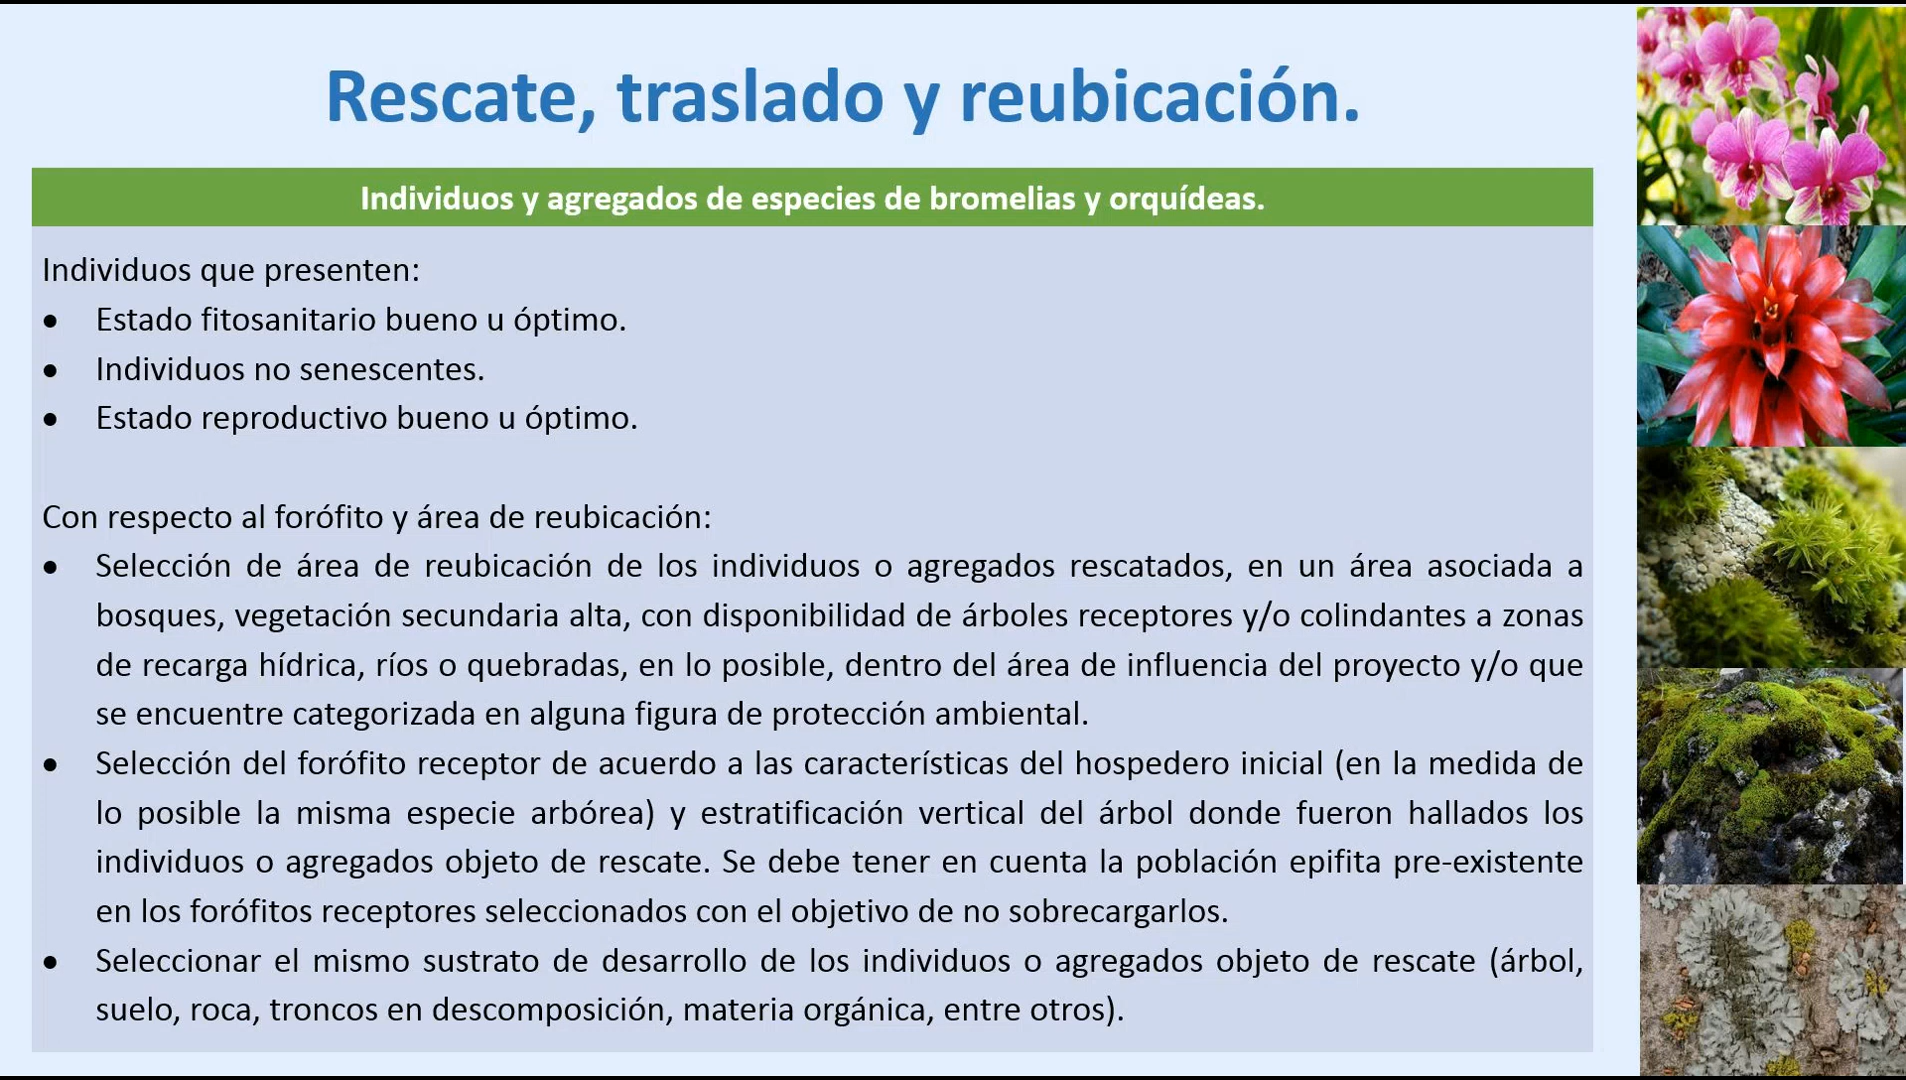 Rescate, traslado y reubicación.
Individuos y agregados de especies de bromelias y orquídeas.
Individuos que presenten:
• Estado fitosanitario bueno u óptimo.
• Individuos no senescentes.
• Estado reproductivo bueno u óptimo.
Con respecto al forófito y área de reubicación:
• Selección de área de reubicación de los individuos o agregados rescatados, en un área asociada a
bosques, vegetación secundaria alta, con disponibilidad de árboles receptores y/o colindantes a zonas
de recarga hídrica, ríos o quebradas, en lo posible, dentro del área de influencia del proyecto y/o que
se encuentre categorizada en alguna figura de protección ambiental.
• Selección del forófito receptor de acuerdo a las características del hospedero inicial (en la medida de
lo posible la misma especie arbórea) y estratificación vertical del árbol donde fueron hallados los
individuos o agregados objeto de rescate. Se debe tener en cuenta la población epifita pre-existente
en los forófitos receptores seleccionados con el objetivo de no sobrecargarlos.
• Seleccionar el mismo sustrato de desarrollo de los individuos o agregados objeto de rescate (árbol,
suelo, roca, troncos en descomposición, materia orgánica, entre otros).